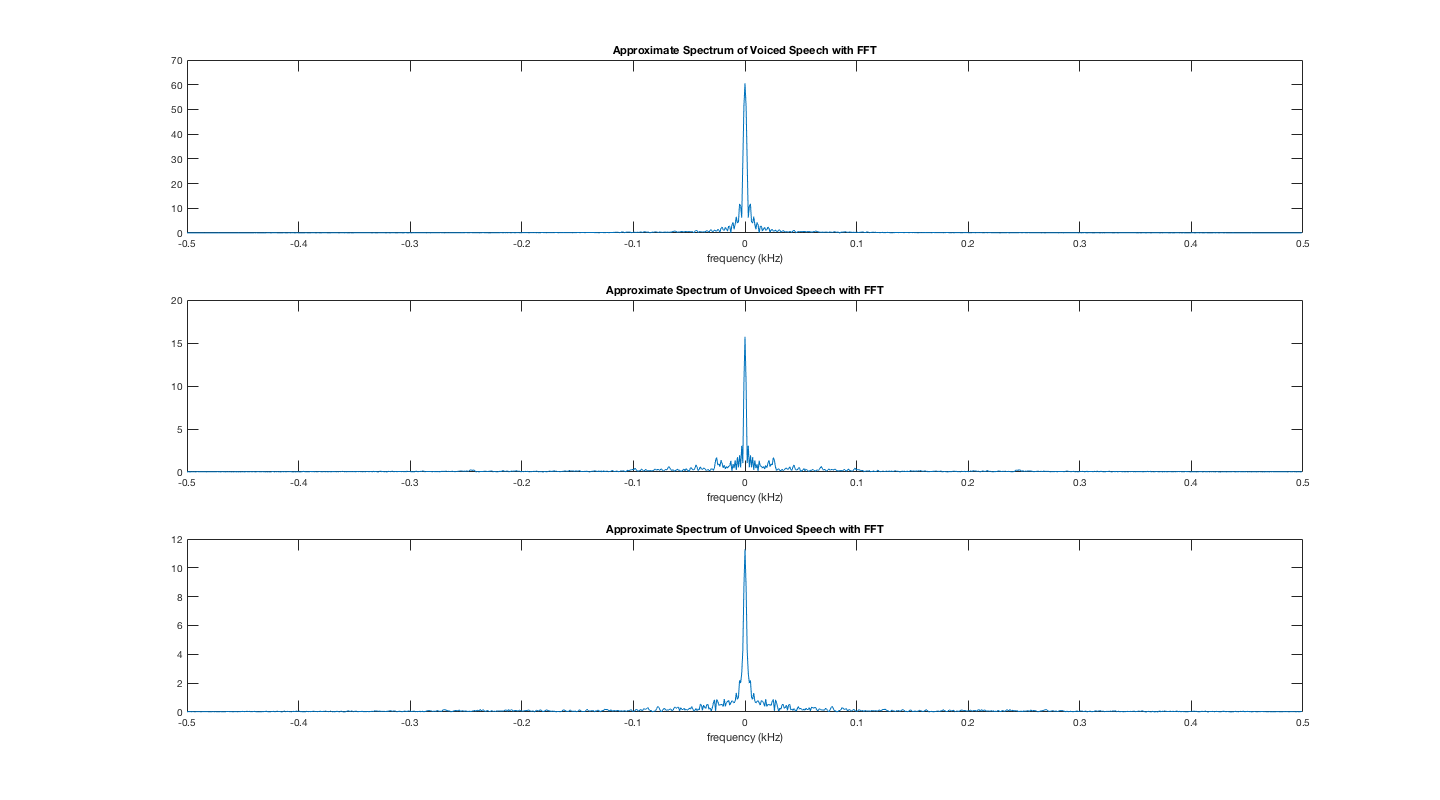 Approximate Spectrum of Voiced Speech with FFT
70
60
50
40
30
20
10
0
-0.5 -0.4 -0.3 -0.2 -0.1 0 0.1 0.2 0.3 0.4 0.5
frequency (kHz)
Approximate Spectrum of Unvoiced Speech with FFT
20
15
10
5
0
-0.5 -0.4 -0.3 -0.2 -0.1 0 0.1 0.2 0.3 0.4 0.5
frequency (kHz)
Approximate Spectrum of Unvoiced Speech with FFT
12
10
8
6
4
2
0
-0.5 -0.4 -0.3 -0.2 -0.1 0 0.1 0.2 0.3 0.4 0.5
frequency (kHz)